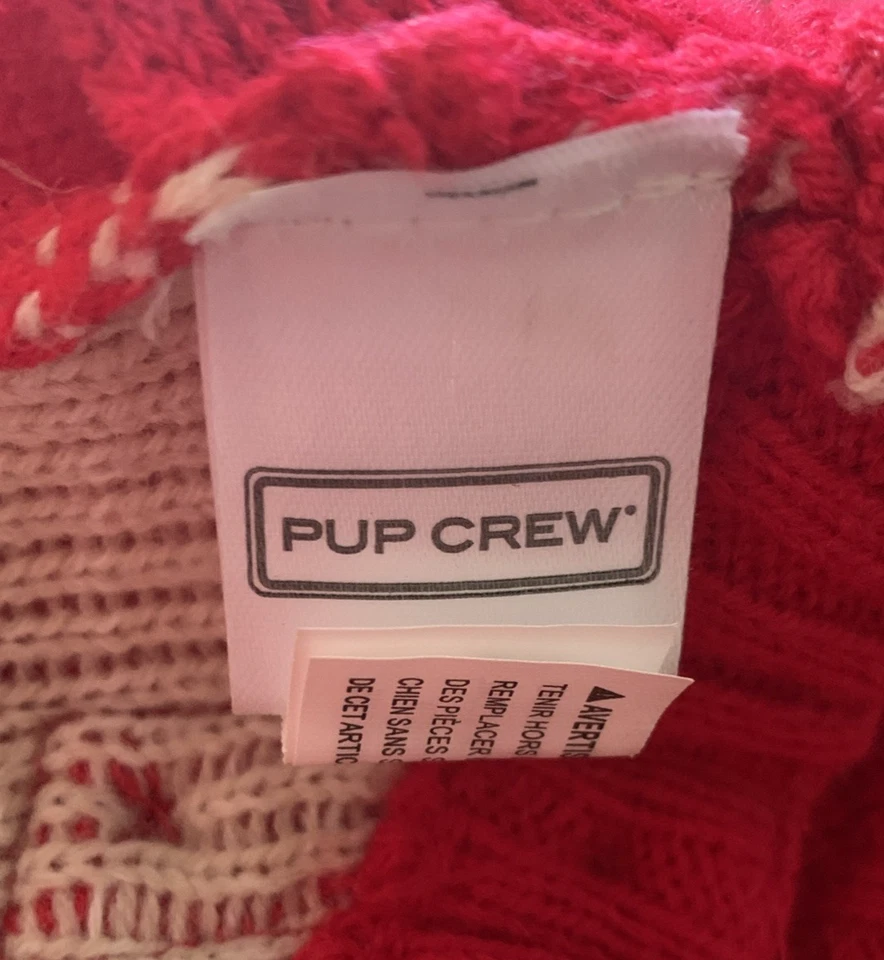 PUP CREW
⚠ AVERTIS
TENIR HORS
REMPLACER
DES PIÈCES
CHIEN SANS
DE CET ARTIC